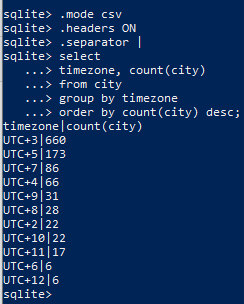 sqlite> .mode csv
sqlite> .headers ON
sqlite> .separator |
sqlite> select
   ...> timezone, count(city)
   ...> from city
   ...> group by timezone
   ...> order by count(city) desc;
timezone|count(city)
UTC+3|660
UTC+5|173
UTC+7|86
UTC+4|66
UTC+9|31
UTC+8|28
UTC+2|22
UTC+10|22
UTC+11|17
UTC+6|6
UTC+12|6
sqlite>